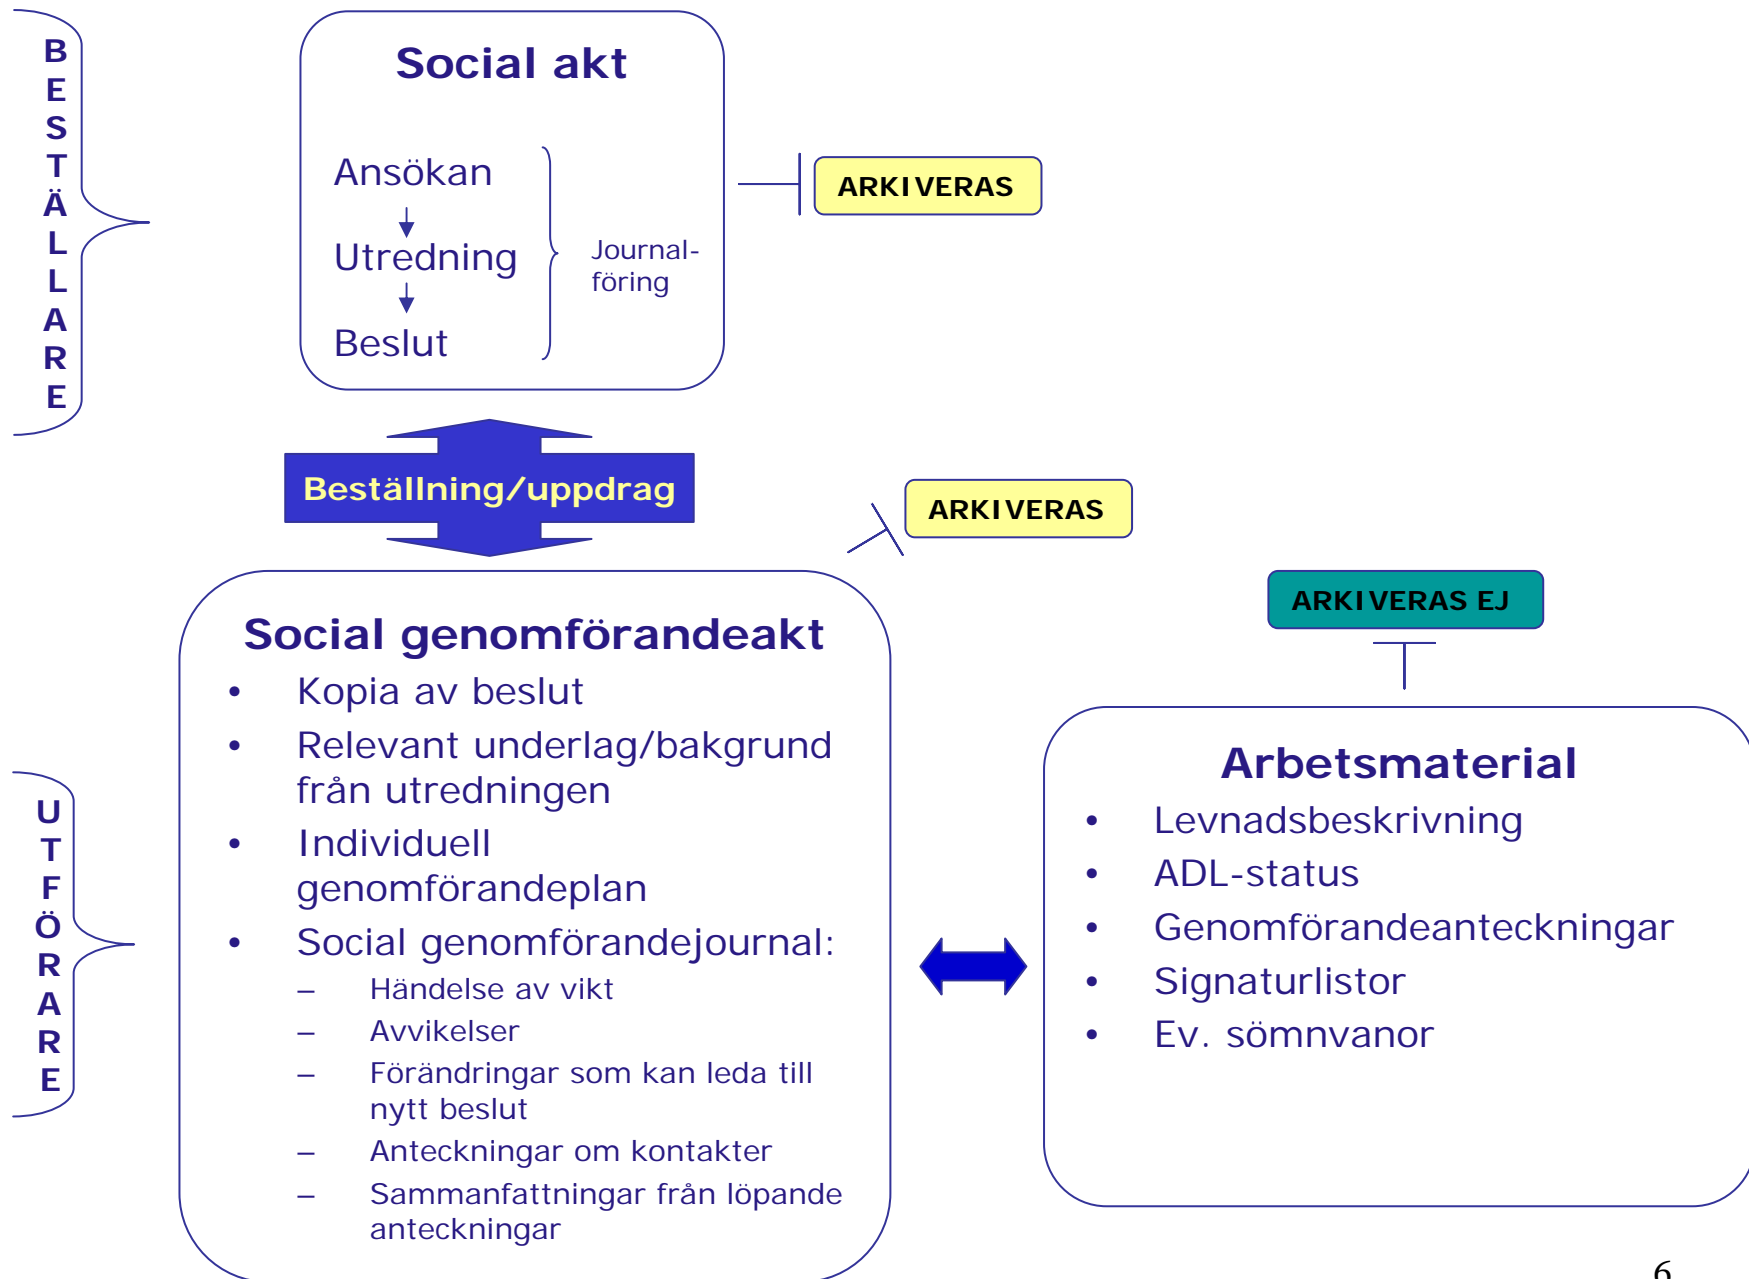 BESTÄLLARE
Social akt
Ansökan
Utredning
Beslut
Journal-
föring
ARKIVERAS
Beställning/uppdrag
ARKIVERAS
UTFÖRARE
Social genomförandeakt
• Kopia av beslut
• Relevant underlag/bakgrund
från utredningen
• Individuell
genomförandeplan
• Social genomförandejournal:
– Händelse av vikt
– Avvikelser
– Förändringar som kan leda till
nytt beslut
– Anteckningar om kontakter
– Sammanfattningar från löpande
anteckningar
ARKIVERAS EJ
Arbetsmaterial
• Levnadsbeskrivning
• ADL-status
• Genomförandeanteckningar
• Signaturlistor
• Ev. sömnvanor
6